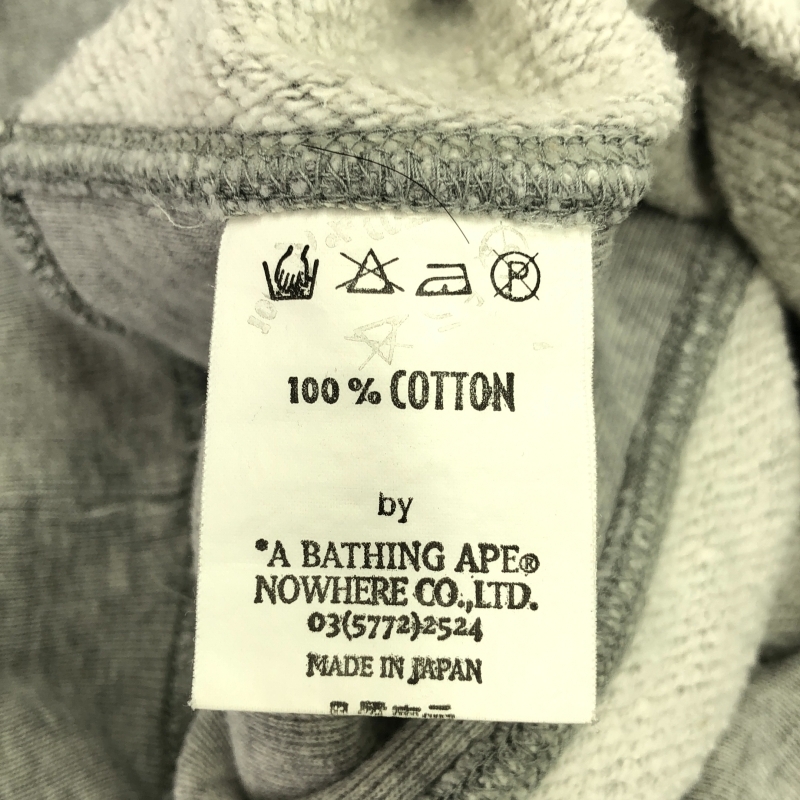 100 % COTTON
by
*A BATHING APE®
NOWHERE CO.,LTD.
03(5772)2524
MADE IN JAPAN